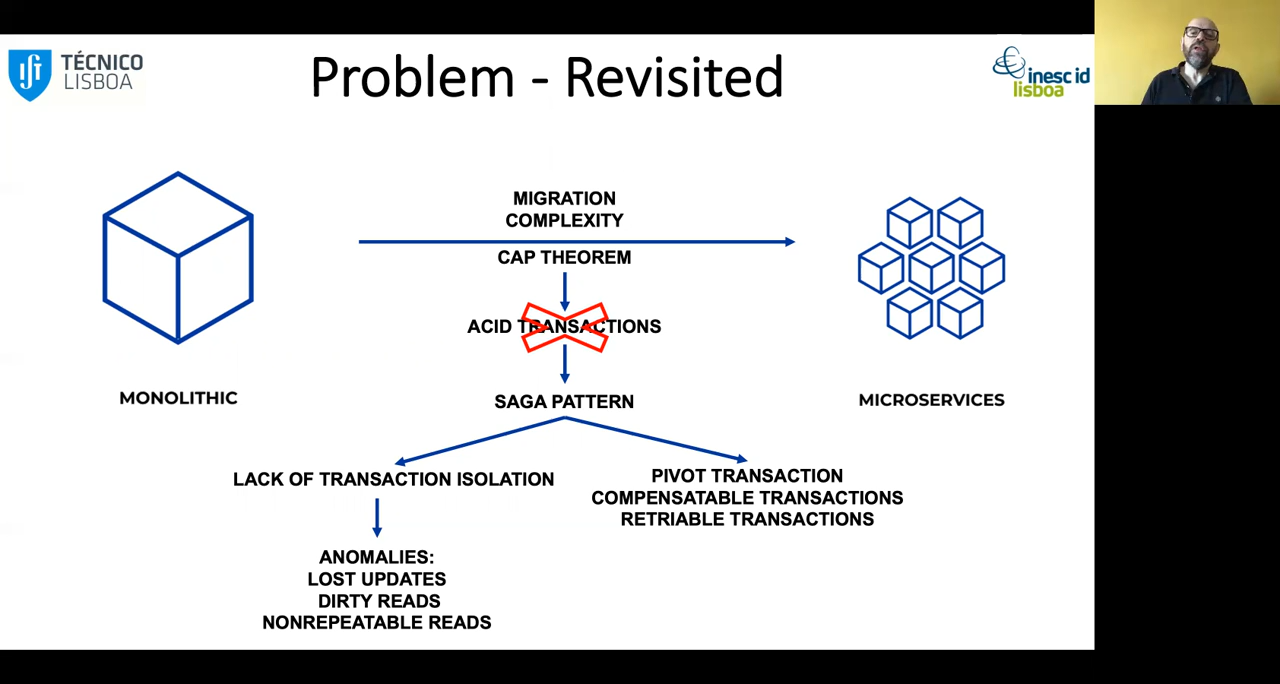 TÉCNICO
LISBOA
Problem - Revisited
inesc id
lisboa
MIGRATION
COMPLEXITY
CAP THEOREM
ACID TRANSACTIONS
MONOLITHIC
SAGA PATTERN
MICROSERVICES
LACK OF TRANSACTION ISOLATION
PIVOT TRANSACTION
COMPENSATABLE TRANSACTIONS
RETRIABLE TRANSACTIONS
ANOMALIES:
LOST UPDATES
DIRTY READS
NONREPEATABLE READS